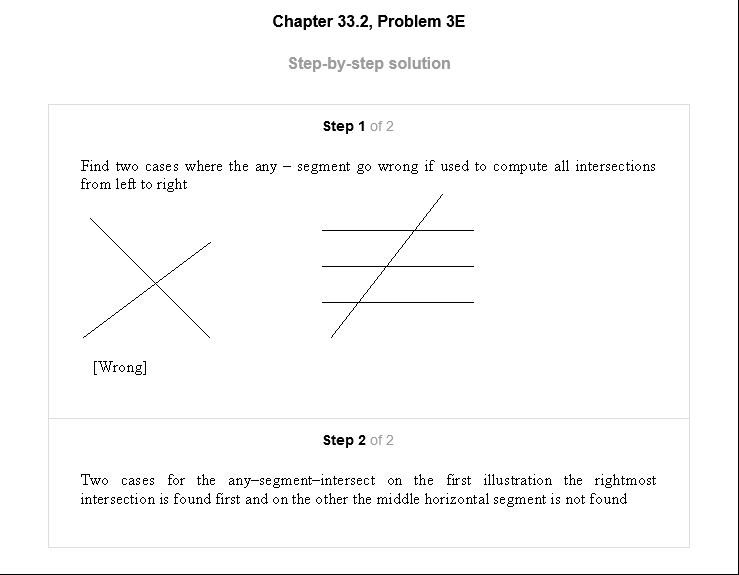 Chapter 33.2, Problem 3E
Step-by-step solution
Step 1 of 2
Find two cases where the any – segment go wrong if used to compute all intersections
from left to right
[Wrong]
Step 2 of 2
Two cases for the any–segment–intersect on the first illustration the rightmost
intersection is found first and on the other the middle horizontal segment is not found